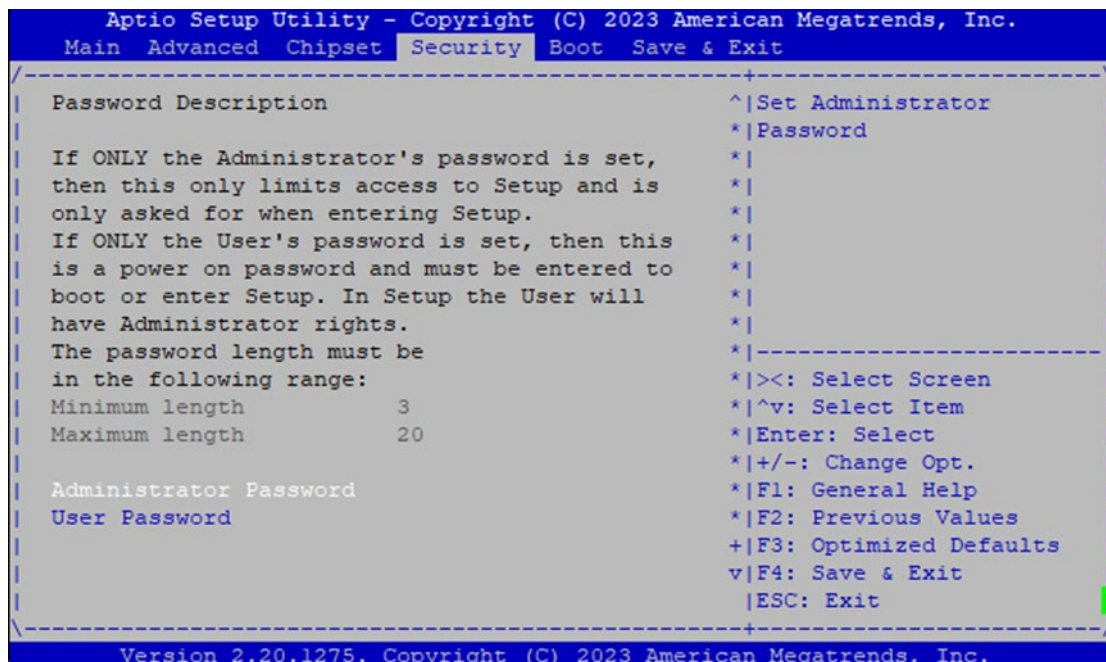 Aptio Setup Utility - Copyright (C) 2023 American Megatrends, Inc.
Main Advanced Chipset Security Boot Save & Exit
Password Description
If ONLY the Administrator's password is set,
then this only limits access to Setup and is
only asked for when entering Setup.
If ONLY the User's password is set, then this
is a power on password and must be entered to
boot or enter Setup. In Setup the User will
have Administrator rights.
The password length must be
in the following range:
Minimum length 3
Maximum length 20
Administrator Password
User Password
Set Administrator
Password
><: Select Screen
^v: Select Item
Enter: Select
+/-: Change Opt.
F1: General Help
F2: Previous Values
F3: Optimized Defaults
F4: Save & Exit
ESC: Exit
Version 2.20.1275. Copyright (C) 2023 American Megatrends, Inc.